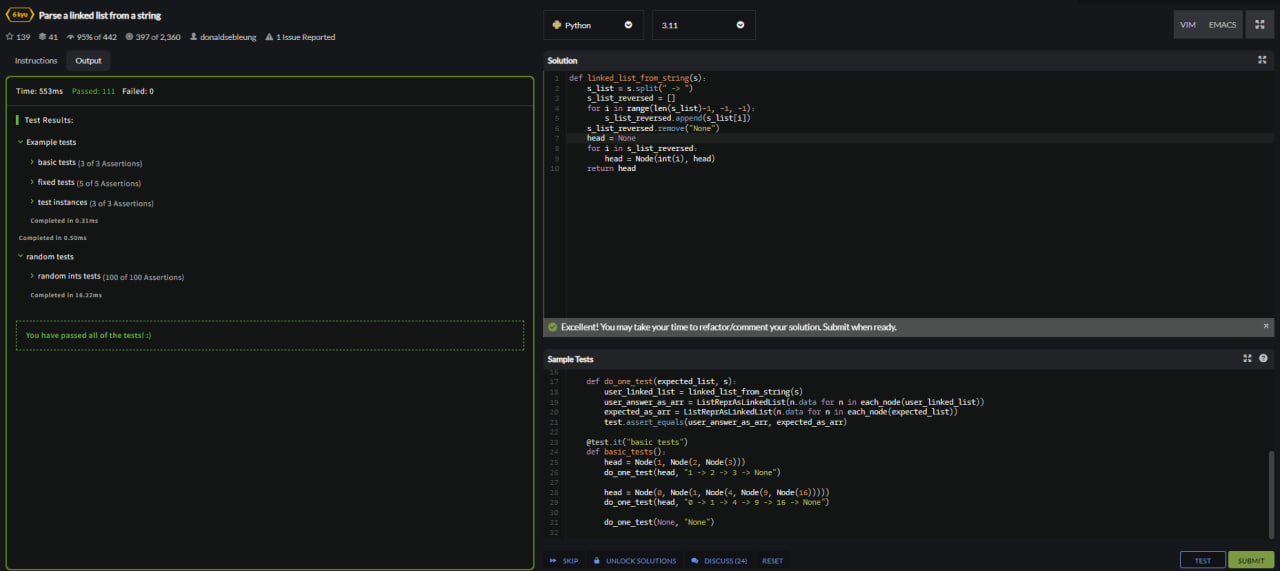 6 kyu Parse a linked list from a string
139 41 95% of 442 397 of 2,360 donaldsebleung 1 Issue Reported
Instructions Output
Time: 553ms Passed: 111 Failed: 0
Test Results:
Example tests
basic tests (3 of 3 Assertions)
fixed tests (5 of 5 Assertions)
test instances (3 of 3 Assertions)
Completed in 0.31ms
Completed in 0.50ms
random tests
random ints tests (100 of 100 Assertions)
Completed in 16.22ms
You have passed all of the tests! :)
Python 3.11 VIM EMACS
Solution
1 def linked_list_from_string(s):
2 s_list = s.split(" -> ")
3 s_list_reversed = []
4 for i in range(len(s_list)-1, -1, -1):
5 s_list_reversed.append(s_list[i])
6 s_list_reversed.remove("None")
7 head = None
8 for i in s_list_reversed:
9 head = Node(int(i), head)
10 return head
Excellent! You may take your time to refactor/comment your solution. Submit when ready.
Sample Tests
16
17 def do_one_test(expected_list, s):
18 user_linked_list = linked_list_from_string(s)
19 user_answer_as_arr = ListReprAsLinkedList(n.data for n in each_node(user_linked_list))
20 expected_as_arr = ListReprAsLinkedList(n.data for n in each_node(expected_list))
21 test.assert_equals(user_answer_as_arr, expected_as_arr)
22
23 @test.it("basic tests")
24 def basic_tests():
25 head = Node(1, Node(2, Node(3)))
26 do_one_test(head, "1 -> 2 -> 3 -> None")
27
28 head = Node(0, Node(1, Node(4, Node(9, Node(16)))))
29 do_one_test(head, "0 -> 1 -> 4 -> 9 -> 16 -> None")
30
31 do_one_test(None, "None")
32
SKIP UNLOCK SOLUTIONS DISCUSS (24) RESET TEST SUBMIT